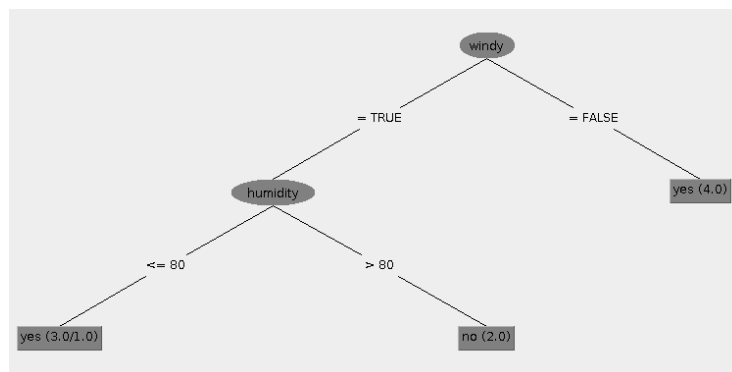 windy
= TRUE
= FALSE
humidity
yes (4.0)
<= 80
> 80
yes (3.0/1.0)
no (2.0)